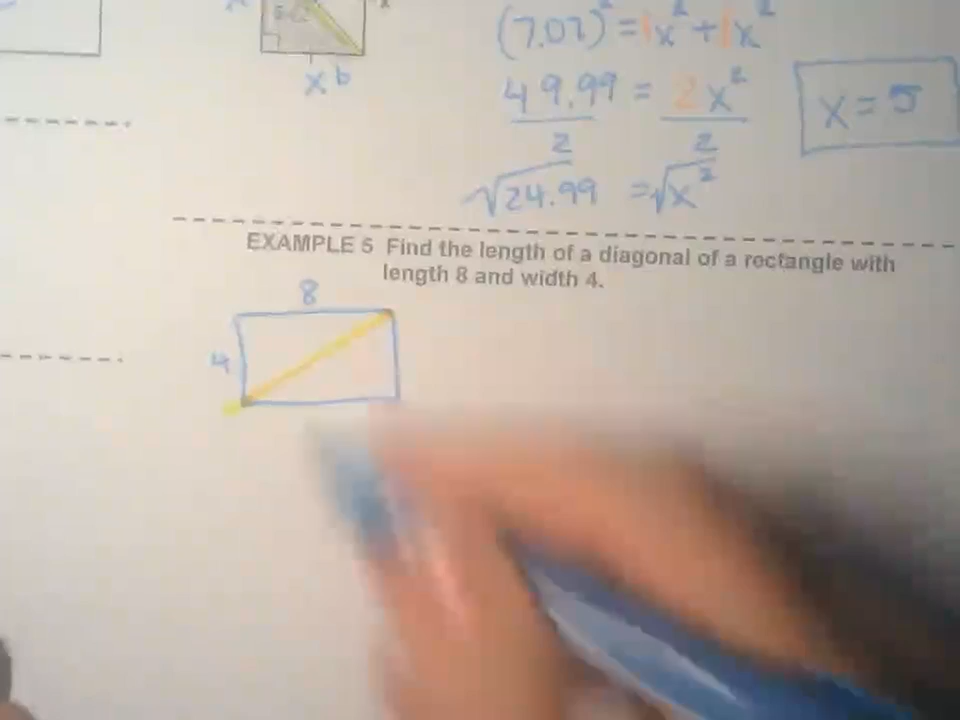 x
x b
(7.07)² = 1x² + 1x²
49.99 = 2x²
2 2
√24.99 = √x²
x = 5
EXAMPLE 5 Find the length of a diagonal of a rectangle with
length 8 and width 4.
8
4